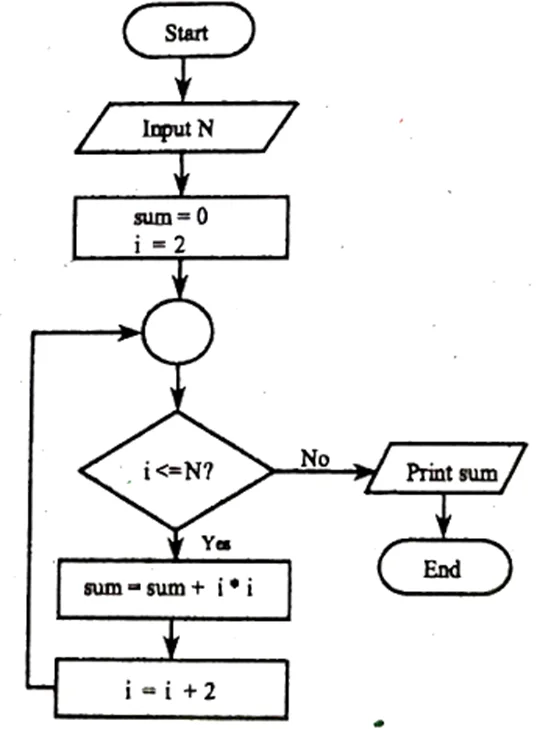 Start
Input N
sum = 0
i = 2
i <= N?
No
Print sum
Yes
End
sum = sum + i * i
i = i + 2